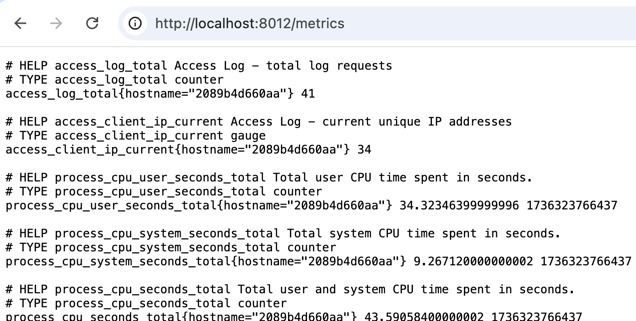 http://localhost:8012/metrics
# HELP access_log_total Access Log – total log requests
# TYPE access_log_total counter
access_log_total{hostname="2089b4d660aa"} 41
# HELP access_client_ip_current Access Log – current unique IP addresses
# TYPE access_client_ip_current gauge
access_client_ip_current{hostname="2089b4d660aa"} 34
# HELP process_cpu_user_seconds_total Total user CPU time spent in seconds.
# TYPE process_cpu_user_seconds_total counter
process_cpu_user_seconds_total{hostname="2089b4d660aa"} 34.32346399999996 1736323766437
# HELP process_cpu_system_seconds_total Total system CPU time spent in seconds.
# TYPE process_cpu_system_seconds_total counter
process_cpu_system_seconds_total{hostname="2089b4d660aa"} 9.267120000000002 1736323766437
# HELP process_cpu_seconds_total Total user and system CPU time spent in seconds.
# TYPE process_cpu_seconds_total counter
process_cpu_seconds_total{hostname="2089b4d660aa"} 43.59058400000002 1736323766437